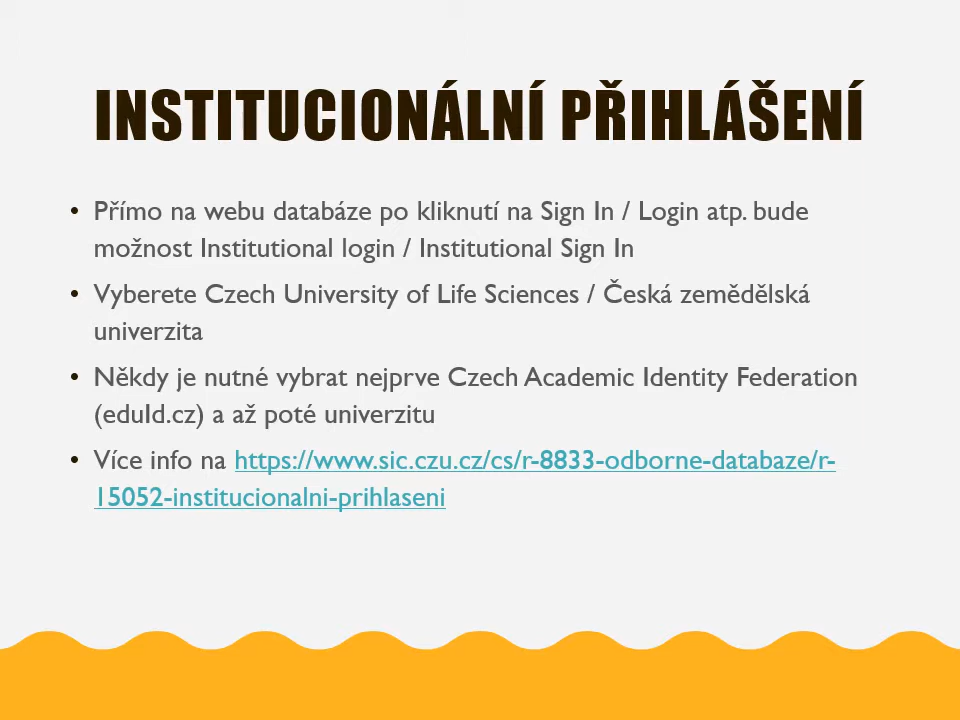 INSTITUCIONÁLNÍ PŘIHLÁŠENÍ
• Přímo na webu databáze po kliknutí na Sign In / Login atp. bude
možnost Institutional login / Institutional Sign In
• Vyberete Czech University of Life Sciences / Česká zemědělská
univerzita
• Někdy je nutné vybrat nejprve Czech Academic Identity Federation
(eduId.cz) a až poté univerzitu
• Více info na https://www.sic.czu.cz/cs/r-8833-odborne-databaze/r-
15052-institucionalni-prihlaseni